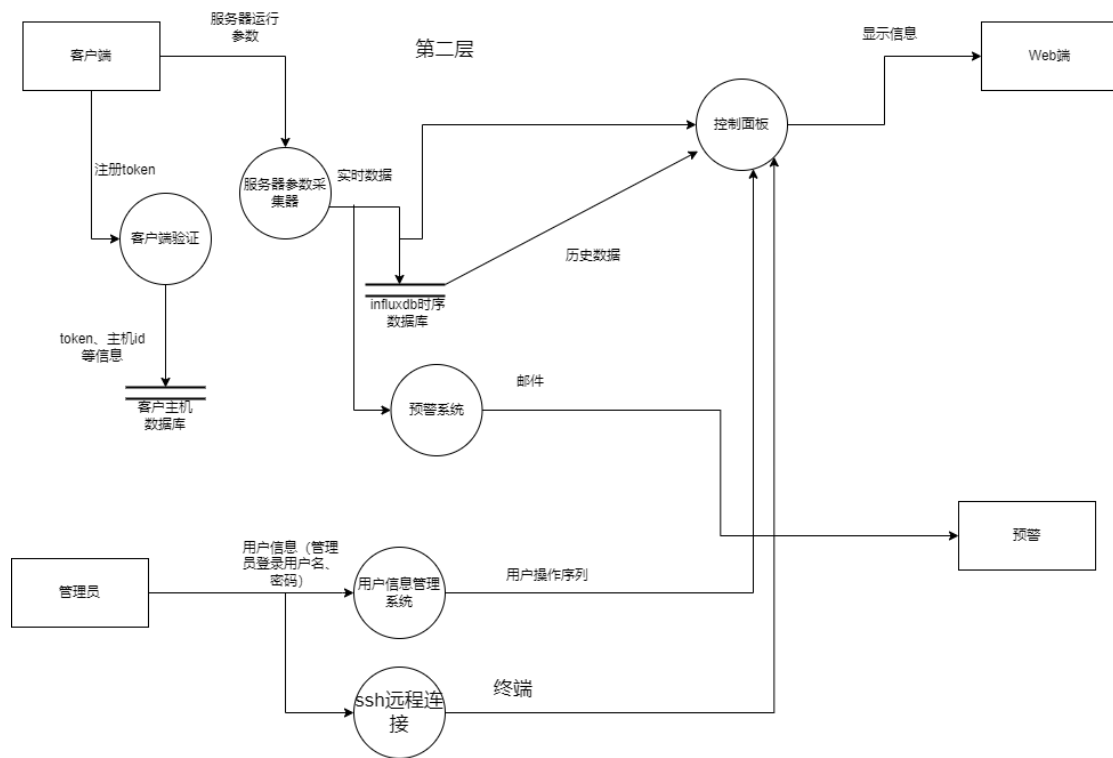 服务器运行
参数
第二层
显示信息
客户端
Web端
控制面板
注册token
服务器参数采
集器
实时数据
客户端验证
历史数据
influxdb时序
数据库
token、主机id
等信息
邮件
客户主机
数据库
预警系统
预警
用户信息（管理
员登录用户名、
密码）
管理员
用户信息管理
系统
用户操作序列
ssh远程连
接
终端